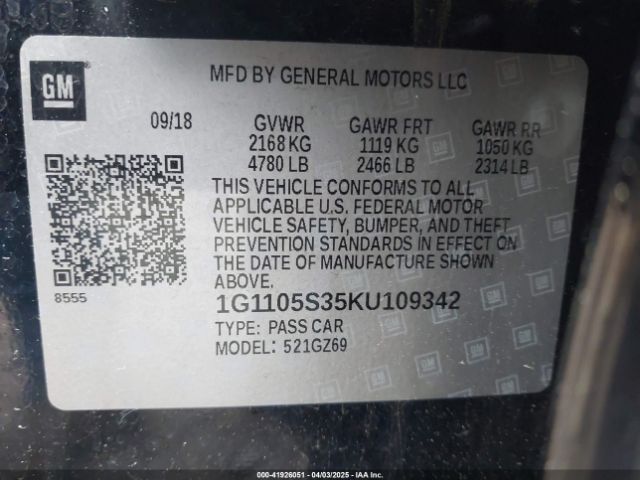 GM
MFD BY GENERAL MOTORS LLC
09/18 GVWR GAWR FRT GAWR RR
2168 KG 1119 KG 1050 KG
4780 LB 2466 LB 2314 LB
THIS VEHICLE CONFORMS TO ALL
APPLICABLE U.S. FEDERAL MOTOR
VEHICLE SAFETY, BUMPER, AND THEFT
PREVENTION STANDARDS IN EFFECT ON
THE DATE OF MANUFACTURE SHOWN
ABOVE.
8555
1G1105S35KU109342
TYPE: PASS CAR
MODEL: 521GZ69
000-41926051 - 04/03/2025 - IAAI.COM